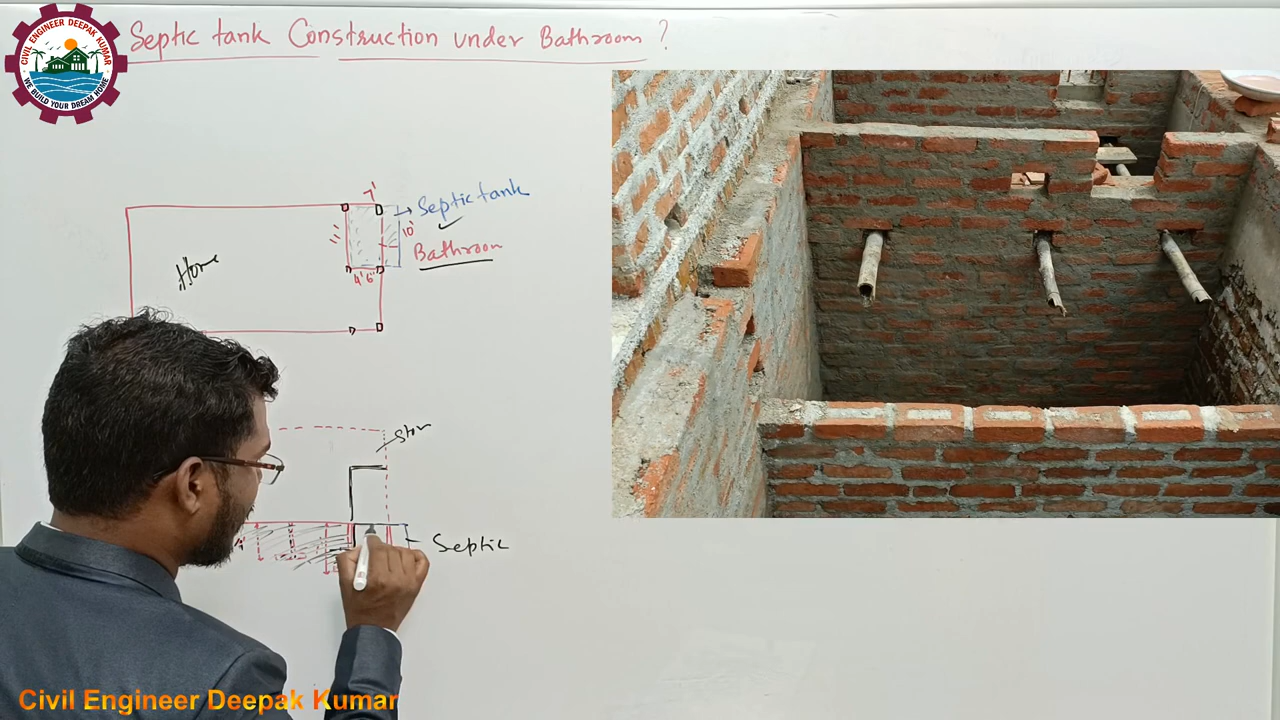 Septic tank Construction under Bathroom ?
CIVIL ENGINEER DEEPAK KUMAR
WE BUILD YOUR DREAM HOME
7'
Septic tank
10'
Bathroom
4'6"
Home
Stor
Septic
Civil Engineer Deepak Kumar